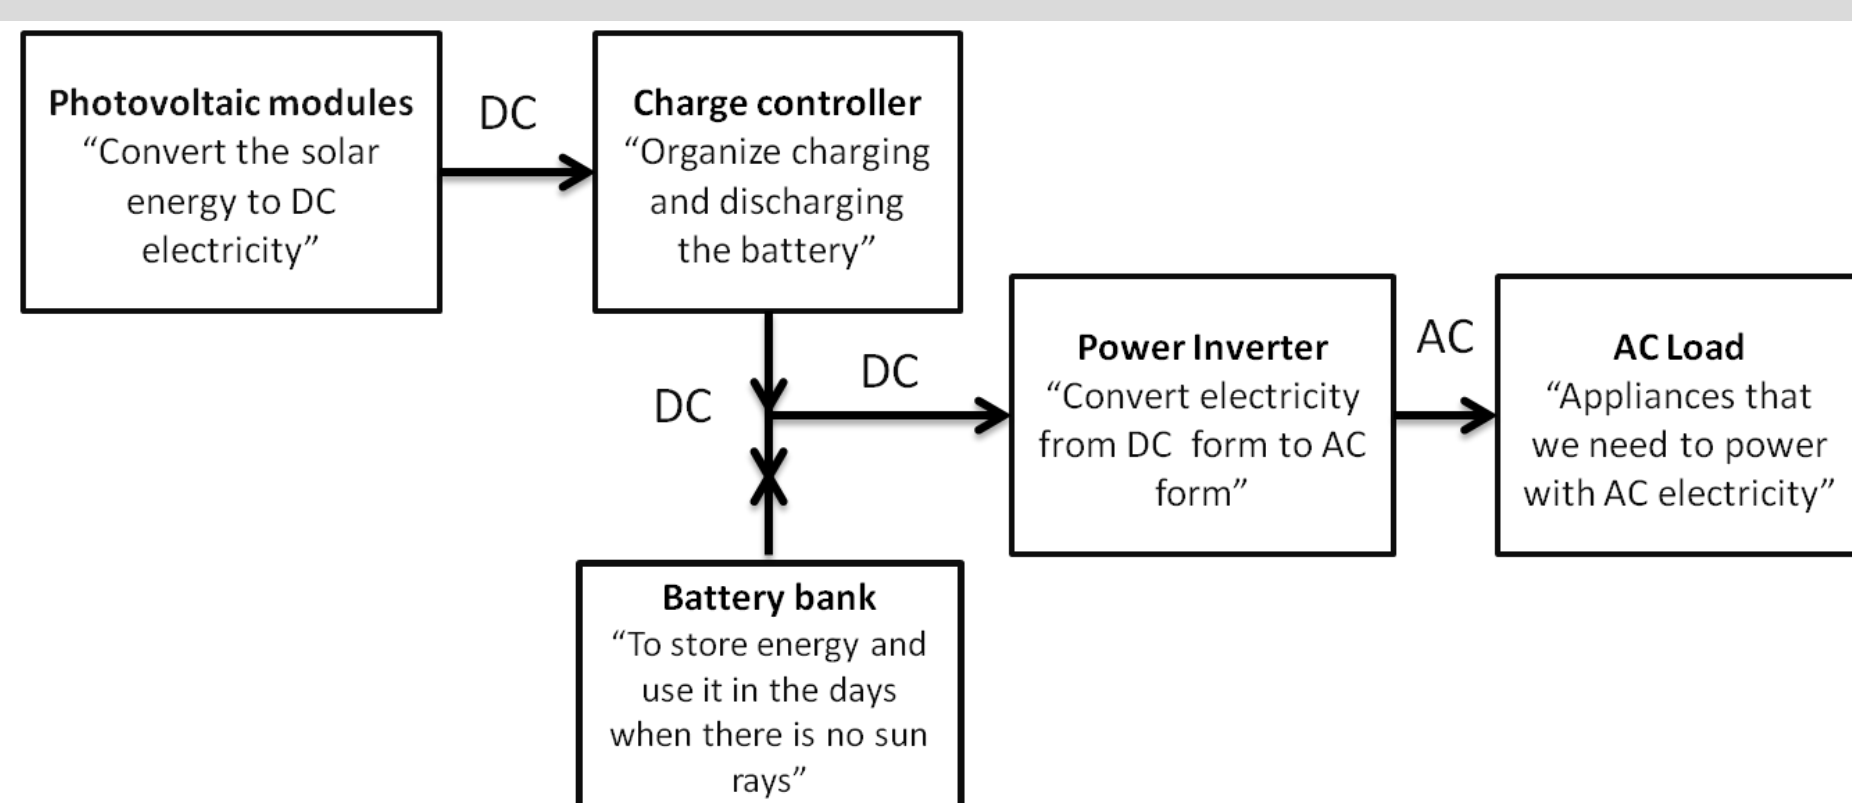 Photovoltaic modules
“Convert the solar
energy to DC
electricity”
DC
Charge controller
“Organize charging
and discharging
the battery”
DC
DC
Power Inverter
“Convert electricity
from DC  form to AC
form”
AC
AC Load
“Appliances that
we need to power
with AC electricity”
Battery bank
“To store energy and
use it in the days
when there is no sun
rays”